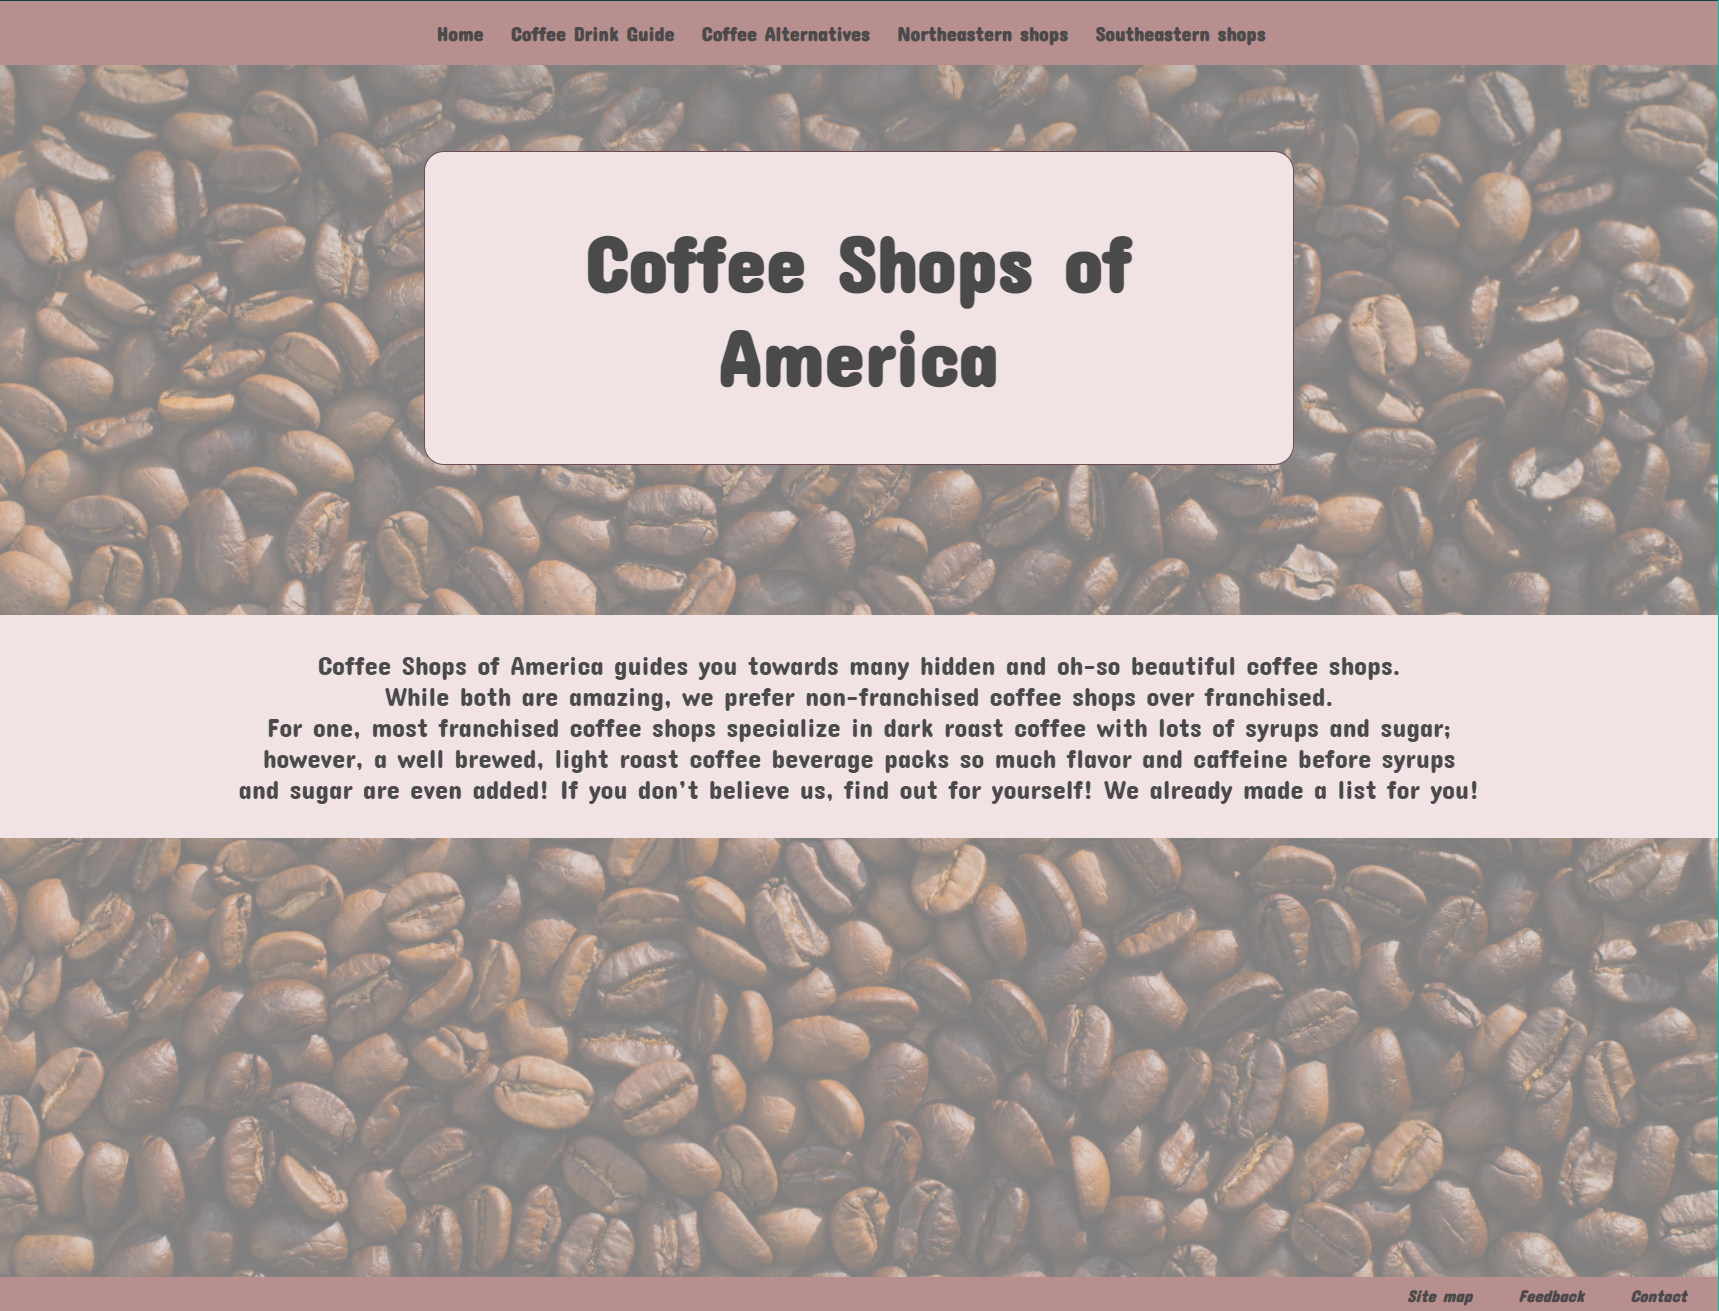 Home Coffee Drink Guide Coffee Alternatives Northeastern shops Southeastern shops
Coffee Shops of
America
Coffee Shops of America guides you towards many hidden and oh-so beautiful coffee shops.
While both are amazing, we prefer non-franchised coffee shops over franchised.
For one, most franchised coffee shops specialize in dark roast coffee with lots of syrups and sugar;
however, a well brewed, light roast coffee beverage packs so much flavor and caffeine before syrups
and sugar are even added! If you don't believe us, find out for yourself! We already made a list for you!
Site map Feedback Contact